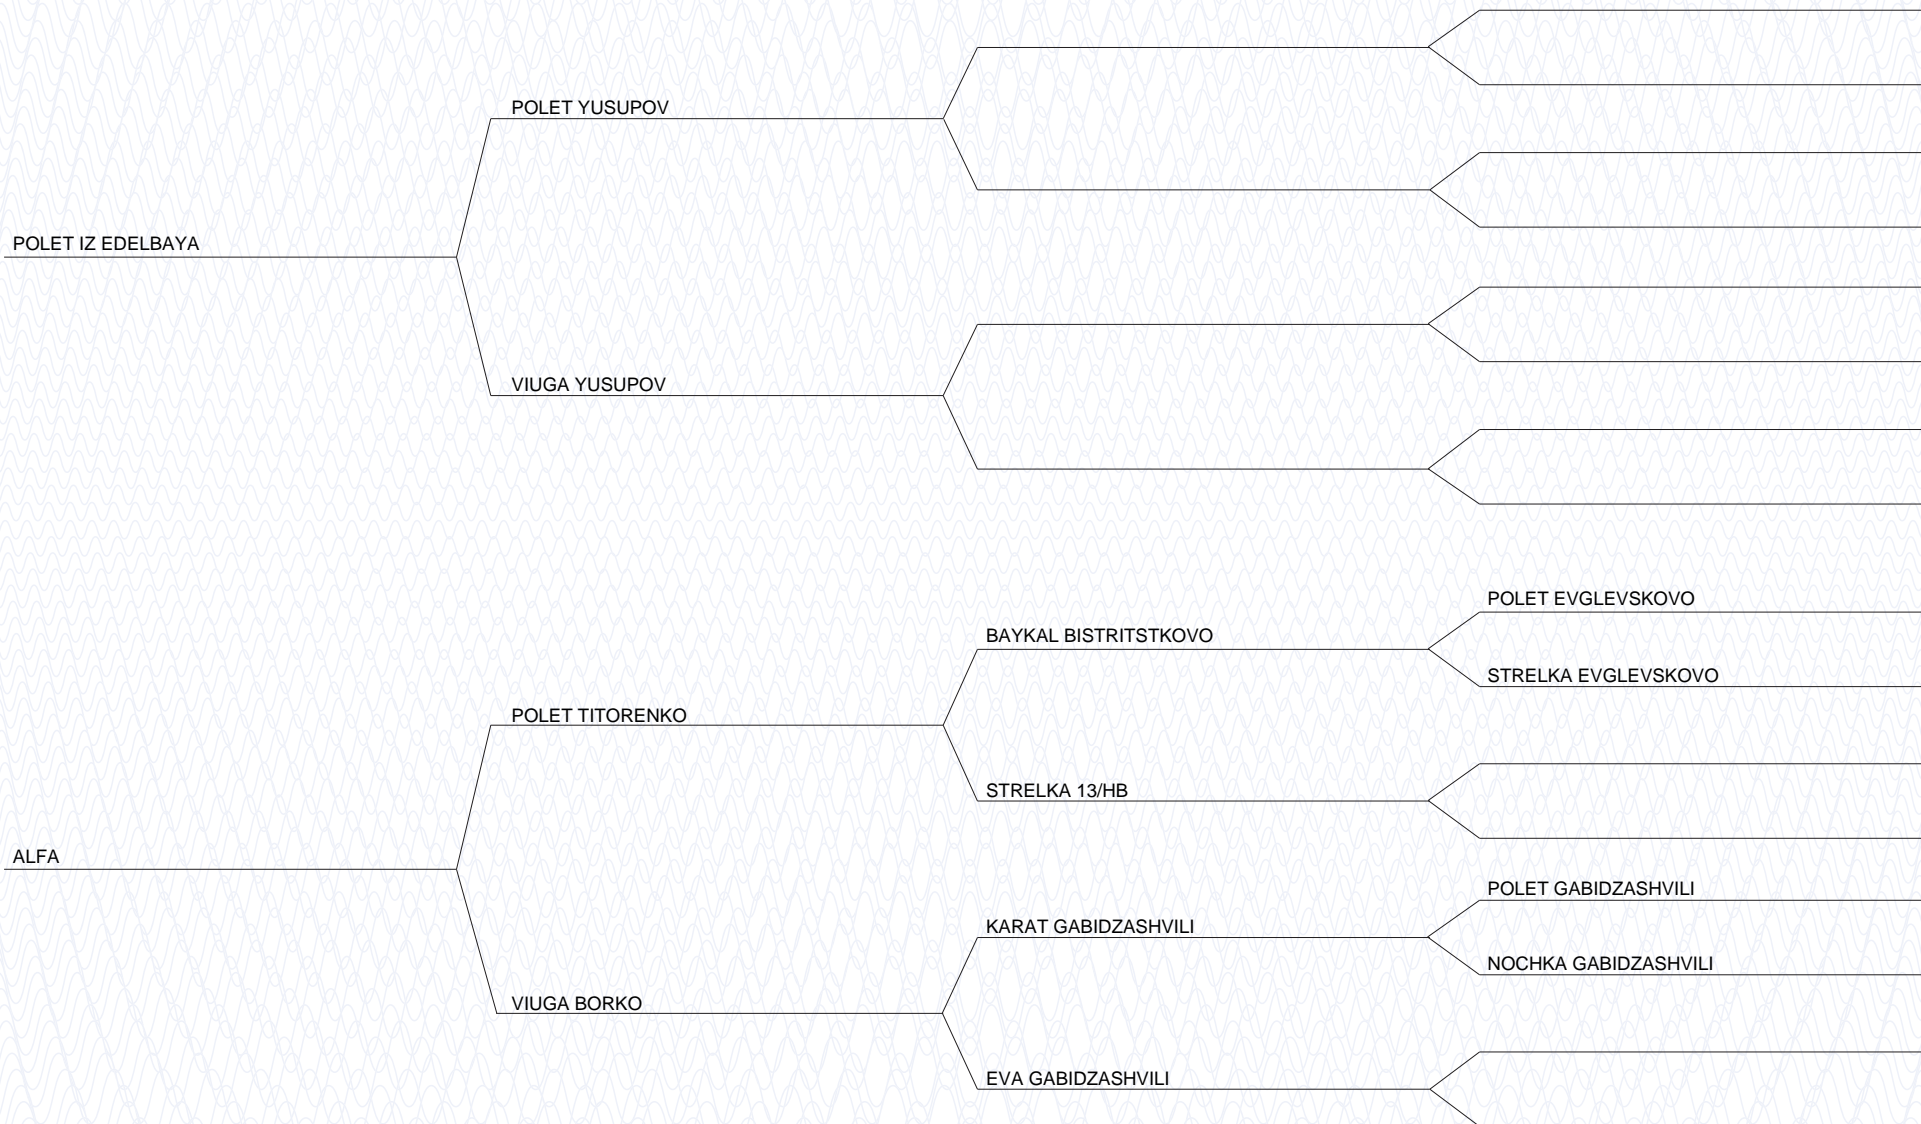 POLET YUSUPOV
POLET IZ EDELBAYA
VIUGA YUSUPOV
POLET EVGLEVSKOVO
BAYKAL BISTRITSTKOVO
STRELKA EVGLEVSKOVO
POLET TITORENKO
STRELKA 13/HB
ALFA
POLET GABIDZASHVILI
KARAT GABIDZASHVILI
NOCHKA GABIDZASHVILI
VIUGA BORKO
EVA GABIDZASHVILI